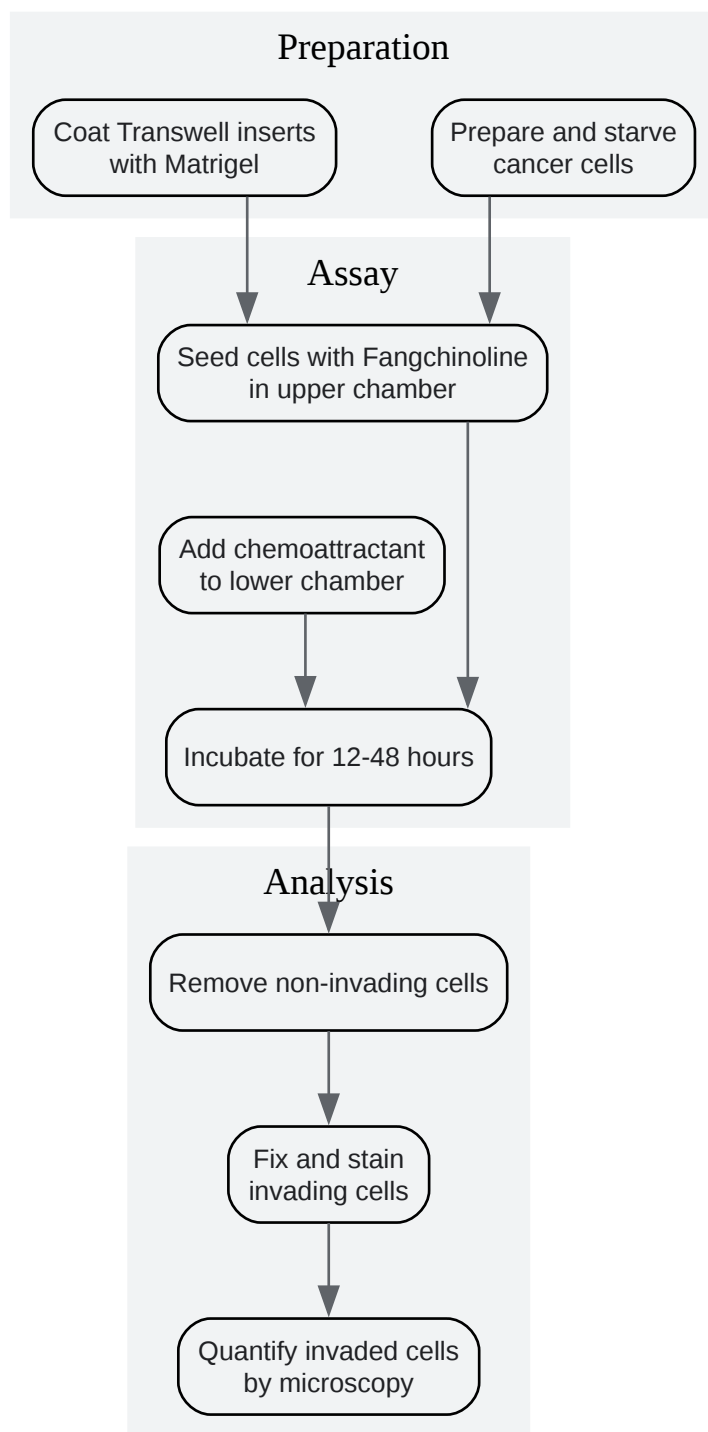 Preparation
Coat Transwell inserts
with Matrigel
Prepare and starve
cancer cells
Assay
Seed cells with Fangchinoline
in upper chamber
Add chemoattractant
to lower chamber
Incubate for 12-48 hours
Analysis
Remove non-invading cells
Fix and stain
invading cells
Quantify invaded cells
by microscopy